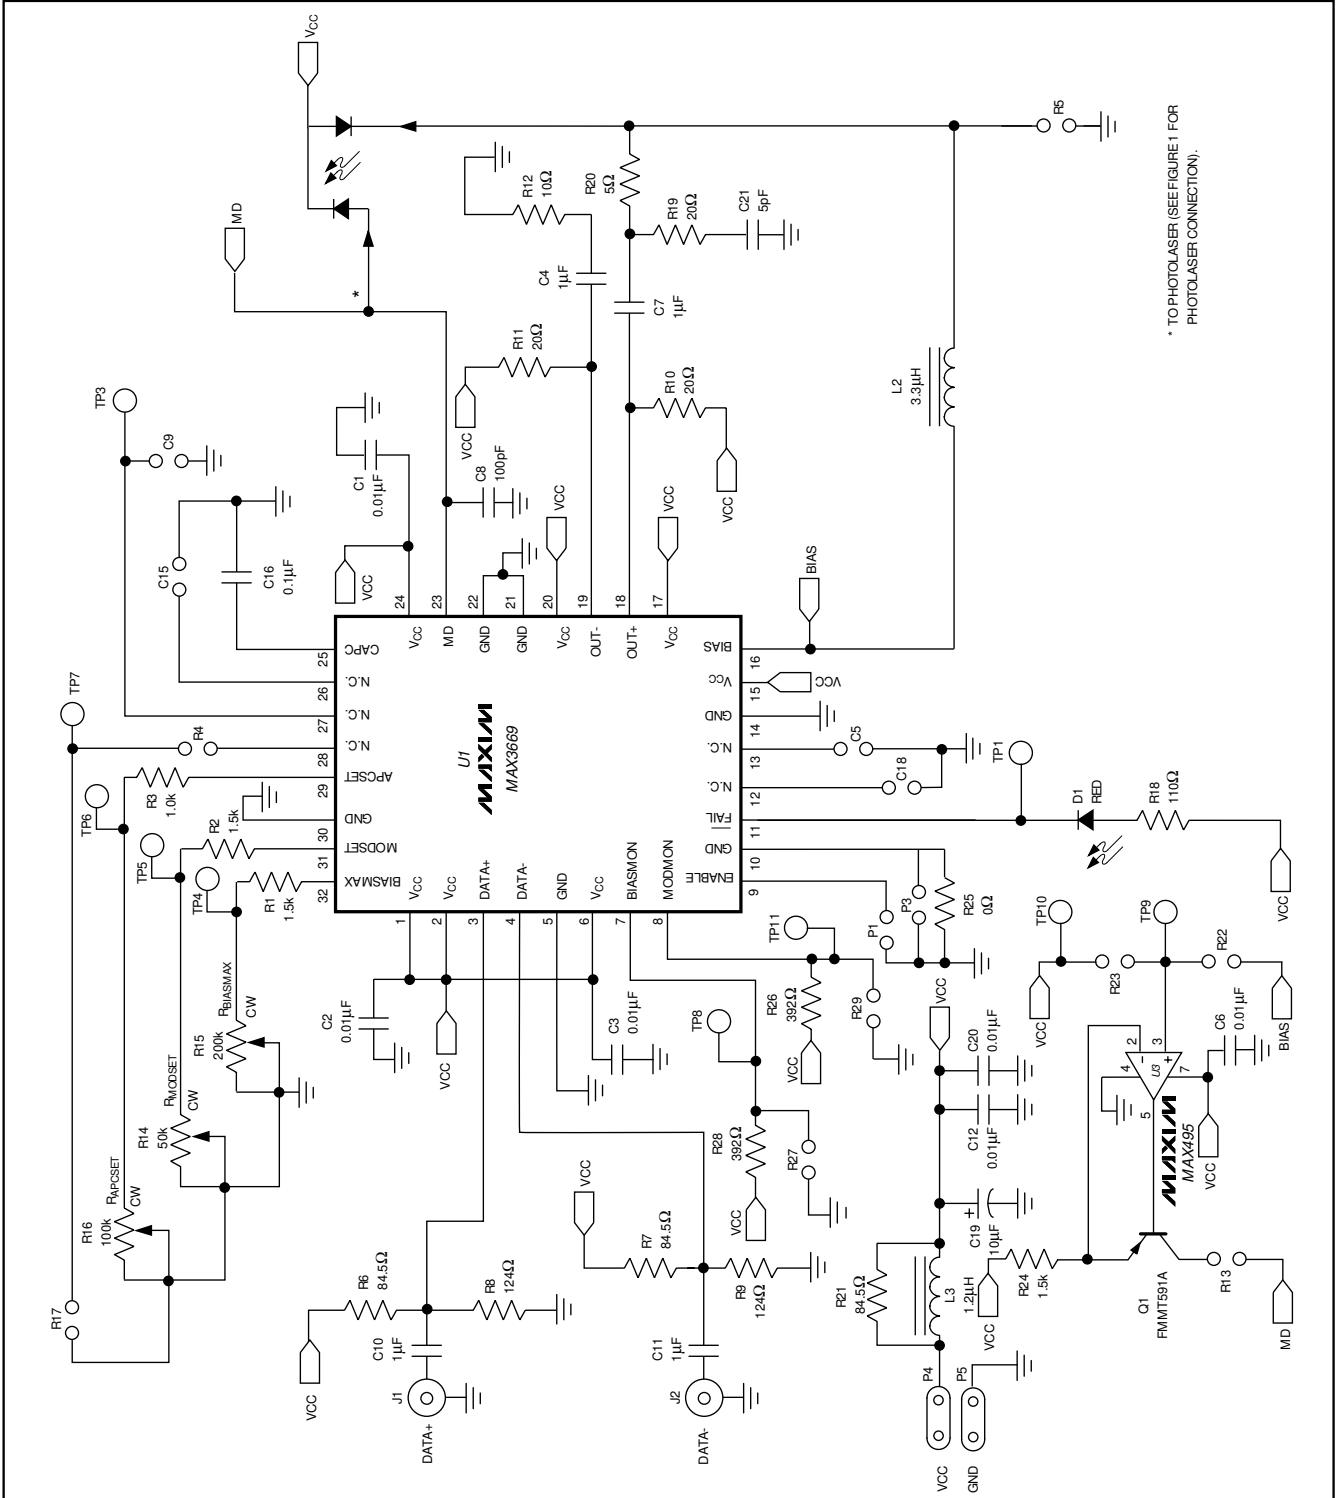 VCC
MD
*
R12
10Ω
R20
5Ω
R19
20Ω
C21
5pF
R5
* TO PHOTOLASER (SEE FIGURE 1 FOR
PHOTOLASER CONNECTION).
C4
1µF
C7
1µF
R11
20Ω
R10
20Ω
L2
3.3µH
TP3
C9
C1
0.01µF
VCC
C8
100pF
VCC
VCC
VCC
C15
C16
0.1µF
VCC
BIAS
24
23
22
21
20
19
18
17
VCC
MD
GND
GND
VCC
OUT-
OUT+
VCC
TP7
R4
TP6
R3
1.0k
TP5
R2
1.5k
TP4
R1
1.5k
25
26
27
28
29
30
31
32
CAPC
N.C.
N.C.
N.C.
APCSET
GND
MODSET
BIASMAX
U1
MAXIM
MAX3669
BIAS
VCC
GND
N.C.
N.C.
FAIL
GND
ENABLE
16
15
14
13
12
11
10
9
VCC
C5
C18
TP1
D1
RED
R18
110Ω
VCC
VCC
VCC
DATA+
DATA-
GND
VCC
BIASMON
MODMON
1
2
3
4
5
6
7
8
P1
P3
R25
0Ω
TP11
TP10
TP9
RBIASMAX
CW
R15
200k
RMODSET
CW
R14
50k
RAPCSET
CW
R16
100k
R17
C2
0.01µF
VCC
C3
0.01µF
TP8
R26
392Ω
VCC
R29
VCC
C20
0.01µF
C12
0.01µF
C19
10µF
+
VCC
R23
R22
C6
0.01µF
BIAS
2
3
4
7
5
-
+
U3
MAXIM
MAX495
VCC
R28
392Ω
R27
VCC
VCC
R7
84.5Ω
R9
124Ω
R6
84.5Ω
R8
124Ω
VCC
C10
1µF
J1
DATA+
C11
1µF
J2
DATA-
R21
84.5Ω
L3
1.2µH
VCC
R24
1.5k
Q1
FMMT591A
R13
MD
P4
P5
VCC
GND